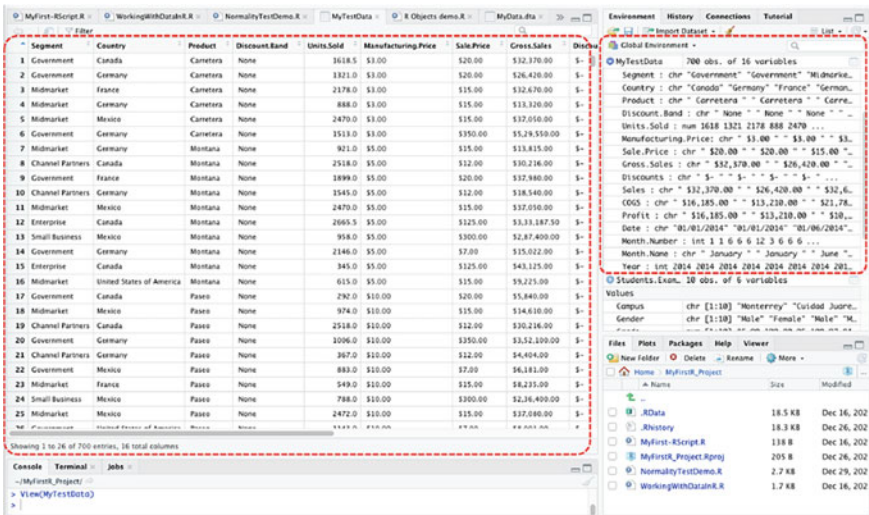 MyFirst-RScript.R × WorkingWithDataInR.R × NormalityTestDemo.R × MyTestData × R Objects demo.R × MyData.dta ×
Filter
Segment Country Product Discount.Band Units.Sold Manufacturing.Price Sale.Price Gross.Sales Discou
1 Government Canada Carretera None 1618.5 $3.00 $20.00 $32,370.00 $-
2 Government Germany Carretera None 1321.0 $3.00 $20.00 $26,420.00 $-
3 Midmarket France Carretera None 2178.0 $3.00 $15.00 $32,670.00 $-
4 Midmarket Germany Carretera None 888.0 $3.00 $15.00 $13,320.00 $-
5 Midmarket Mexico Carretera None 2470.0 $3.00 $15.00 $37,050.00 $-
6 Government Germany Carretera None 1513.0 $3.00 $350.00 $5,29,550.00 $-
7 Midmarket Germany Montana None 921.0 $5.00 $15.00 $13,815.00 $-
8 Channel Partners Canada Montana None 2518.0 $5.00 $12.00 $30,216.00 $-
9 Government France Montana None 1899.0 $5.00 $20.00 $37,980.00 $-
10 Channel Partners Germany Montana None 1545.0 $5.00 $12.00 $18,540.00 $-
11 Midmarket Mexico Montana None 2470.0 $5.00 $15.00 $37,050.00 $-
12 Enterprise Canada Montana None 2665.5 $5.00 $125.00 $3,33,187.50 $-
13 Small Business Mexico Montana None 958.0 $5.00 $300.00 $2,87,400.00 $-
14 Government Germany Montana None 2146.0 $5.00 $7.00 $15,022.00 $-
15 Enterprise Canada Montana None 345.0 $5.00 $125.00 $43,125.00 $-
16 Midmarket United States of America Montana None 615.0 $5.00 $15.00 $9,225.00 $-
17 Government Canada Paseo None 292.0 $10.00 $20.00 $5,840.00 $-
18 Midmarket Mexico Paseo None 974.0 $10.00 $15.00 $14,610.00 $-
19 Channel Partners Canada Paseo None 2518.0 $10.00 $12.00 $30,216.00 $-
20 Government Germany Paseo None 1006.0 $10.00 $350.00 $3,52,100.00 $-
21 Channel Partners Germany Paseo None 367.0 $10.00 $12.00 $4,404.00 $-
22 Government Mexico Paseo None 883.0 $10.00 $7.00 $6,181.00 $-
23 Midmarket France Paseo None 549.0 $10.00 $15.00 $8,235.00 $-
24 Small Business Mexico Paseo None 788.0 $10.00 $300.00 $2,36,400.00 $-
25 Midmarket Mexico Paseo None 2472.0 $10.00 $15.00 $37,080.00 $-
Showing 1 to 26 of 700 entries, 16 total columns
Console Terminal × Jobs ×
~/MyFirstR_Project/
> View(MyTestData)
>
Environment History Connections Tutorial
Import Dataset List
Global Environment
MyTestData 700 obs. of 16 variables
Segment : chr "Government" "Government" "Midmarke…
Country : chr "Canada" "Germany" "France" "German…
Product : chr " Carretera " " Carretera " " Carre…
Discount.Band : chr " None " " None " " None " " …
Units.Sold : num 1618 1321 2178 888 2470 ...
Manufacturing.Price: chr " $3.00 " " $3.00 " " $3…
Sale.Price : chr " $20.00 " " $20.00 " " $15.00 "…
Gross.Sales : chr " $32,370.00 " " $26,420.00 " "…
Discounts : chr " $- " " $- " " $- " " $- " ...
Sales : chr " $32,370.00 " " $26,420.00 " " $32,6…
COGS : chr " $16,185.00 " " $13,210.00 " " $21,78…
Profit : chr " $16,185.00 " " $13,210.00 " " $10,…
Date : chr "01/01/2014" "01/01/2014" "01/06/2014"…
Month.Number : int 1 1 6 6 6 12 3 6 6 6 ...
Month.Name : chr " January " " January " " June "…
Year : int 2014 2014 2014 2014 2014 2014 2014 201…
Students.Exam… 10 obs. of 6 variables
Values
Campus chr [1:10] "Monterrey" "Cuidad Juare…
Gender chr [1:10] "Male" "Female" "Male" "M…
Files Plots Packages Help Viewer
New Folder Delete Rename More
Home MyFirstR_Project
Name Size Modified
..
.RData 18.5 KB Dec 16, 202
.Rhistory 18.3 KB Dec 26, 202
MyFirst-RScript.R 138 B Dec 16, 202
MyFirstR_Project.Rproj 205 B Dec 26, 202
NormalityTestDemo.R 2.7 KB Dec 29, 202
WorkingWithDataInR.R 1.7 KB Dec 16, 202